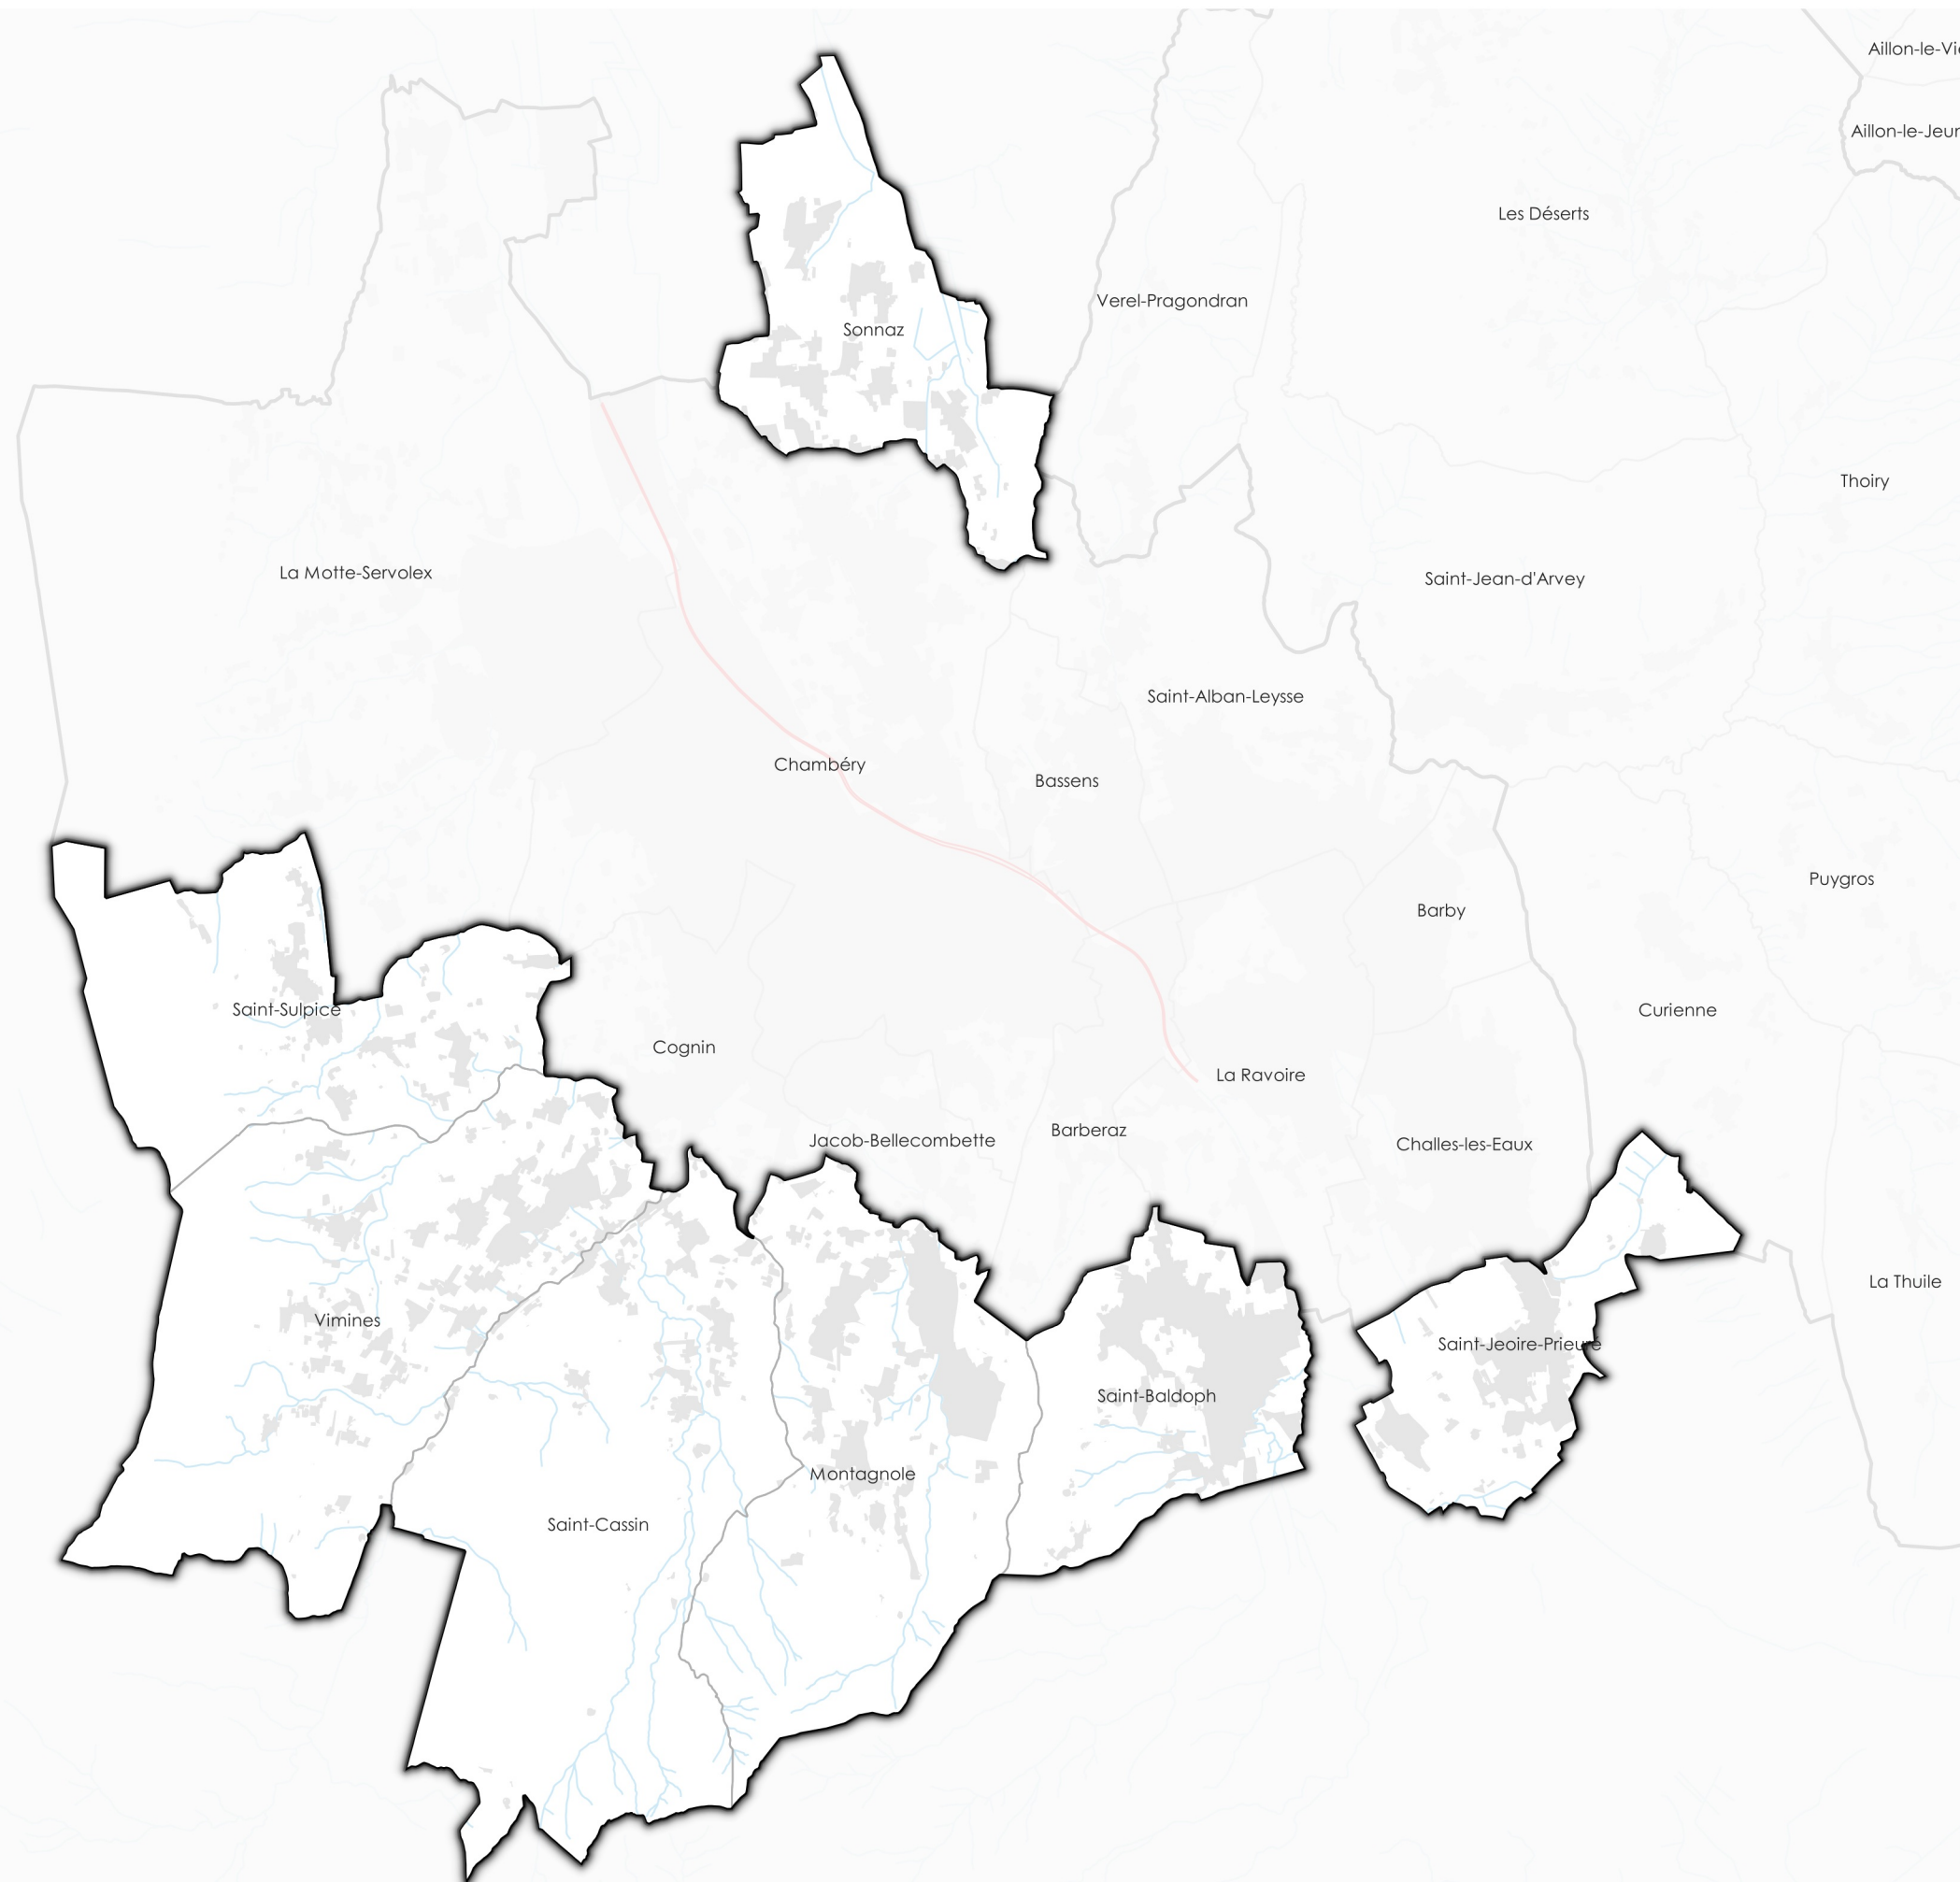 Aillon-le-Vi
Aillon-le-Jeur
Les Déserts
Verel-Pragondran
Sonnaz
Thoiry
La Motte-Servolex
Saint-Jean-d'Arvey
Saint-Alban-Leysse
Chambéry
Bassens
Puygros
Barby
Saint-Sulpice
Curienne
Cognin
La Ravoire
Barberaz
Jacob-Bellecombette
Challes-les-Eaux
La Thuile
Vimines
Saint-Jeoire-Prieuré
Saint-Baldoph
Montagnole
Saint-Cassin